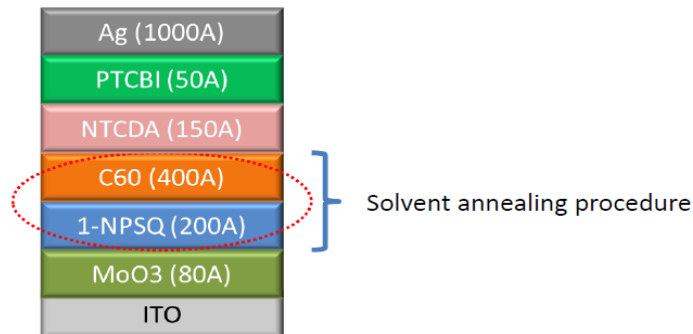 Ag (1000A)
PTCBI (50A)
NTCDA (150A)
C60 (400A)
1-NPSQ (200A)
Solvent annealing procedure
MoO3 (80A)
ITO